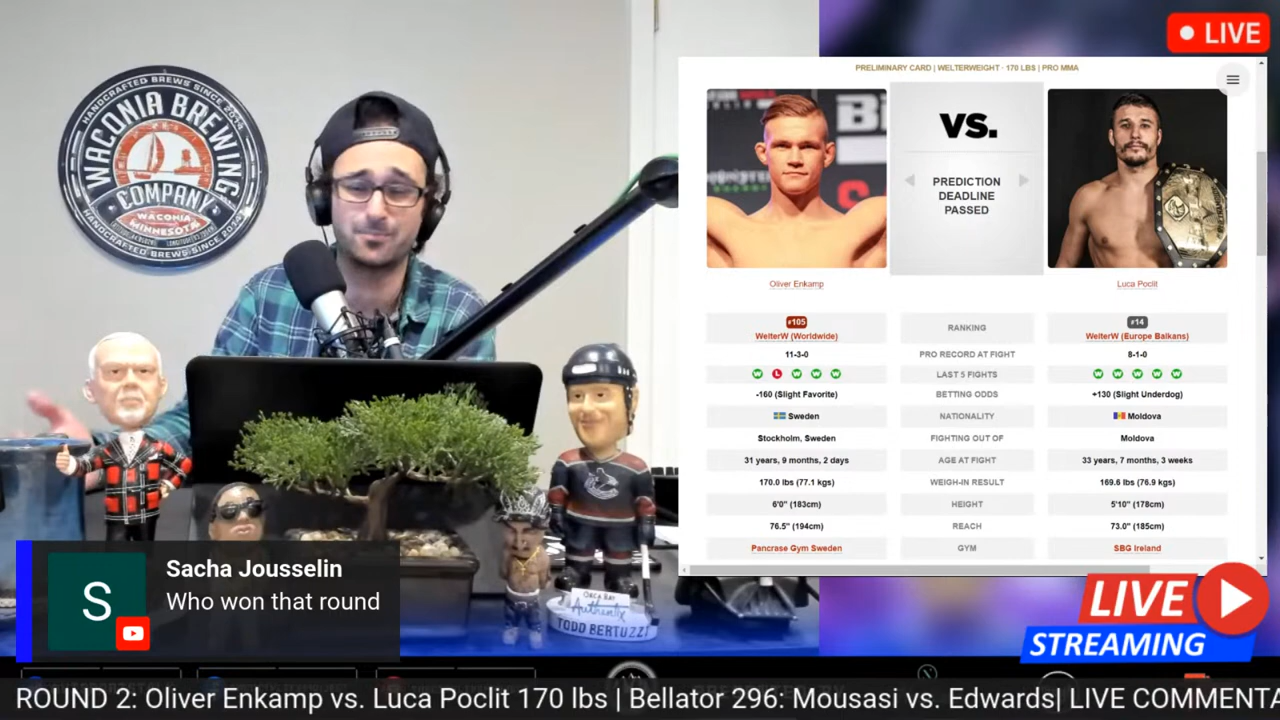 LIVE
PRELIMINARY CARD | WELTERWEIGHT · 170 LBS | PRO MMA
HANDCRAFTED BREWS SINCE 2014
WACONIA BREWING
COMPANY
WACONIA
MINNESOTA
HANDCRAFTED BREWS SINCE 2014
VS.
PREDICTION
DEADLINE
PASSED
Oliver Enkamp
Luca Poclit
#105
WelterW (Worldwide)
RANKING
#14
WelterW (Europe Balkans)
11-3-0 PRO RECORD AT FIGHT 8-1-0
W L W W W LAST 5 FIGHTS W W W W W
-160 (Slight Favorite) BETTING ODDS +130 (Slight Underdog)
Sweden NATIONALITY Moldova
Stockholm, Sweden FIGHTING OUT OF Moldova
31 years, 9 months, 2 days AGE AT FIGHT 33 years, 7 months, 3 weeks
170.0 lbs (77.1 kgs) WEIGH-IN RESULT 169.6 lbs (76.9 kgs)
6'0" (183cm) HEIGHT 5'10" (178cm)
76.5" (194cm) REACH 73.0" (185cm)
Pancrase Gym Sweden GYM SBG Ireland
S
Sacha Jousselin
Who won that round
ORCA BAY
Authentix
TODD BERTUZZI
LIVE
STREAMING
ROUND 2: Oliver Enkamp vs. Luca Poclit 170 lbs | Bellator 296: Mousasi vs. Edwards| LIVE COMMENTA